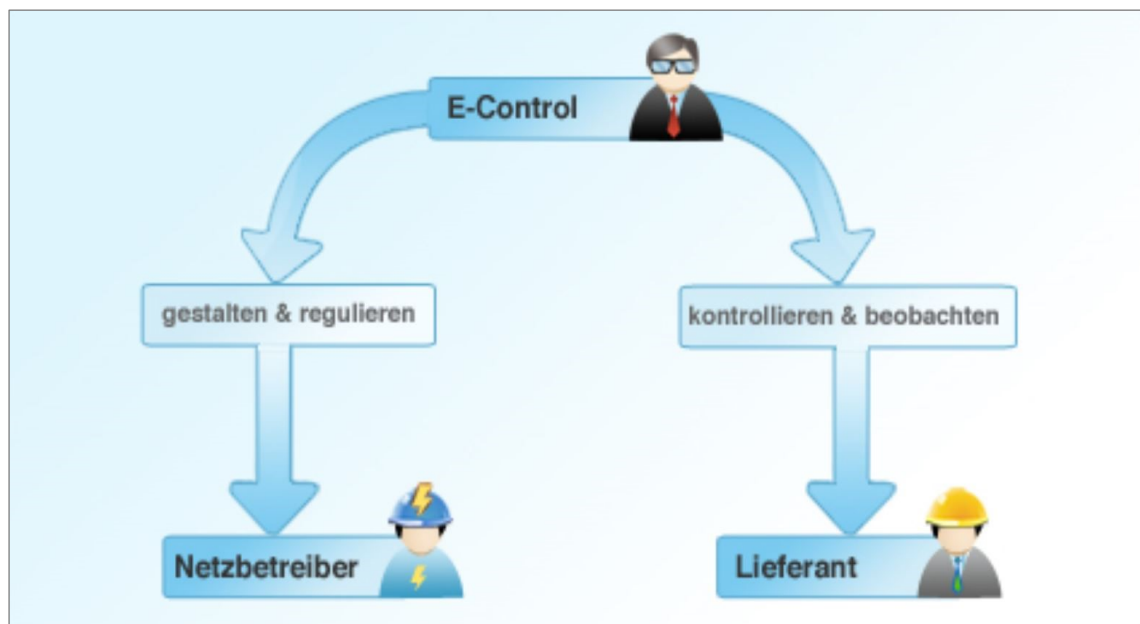 E-Control
gestalten & regulieren
kontrollieren & beobachten
Netzbetreiber
Lieferant